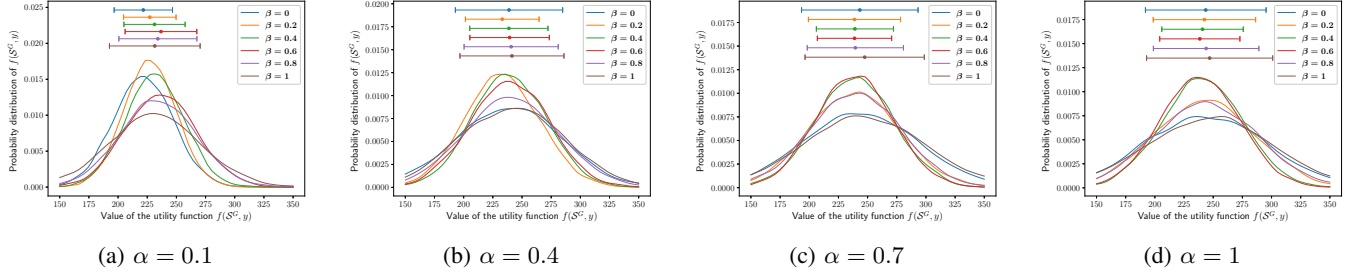 Probability distribution of f(S^G, y)
0.025
0.020
0.015
0.010
0.005
0.000
150 175 200 225 250 275 300 325 350
Value of the utility function f(S^G, y)
β = 0
β = 0.2
β = 0.4
β = 0.6
β = 0.8
β = 1
(a) α = 0.1
Probability distribution of f(S^G, y)
0.0200
0.0175
0.0150
0.0125
0.0100
0.0075
0.0050
0.0025
0.0000
150 175 200 225 250 275 300 325 350
Value of the utility function f(S^G, y)
β = 0
β = 0.2
β = 0.4
β = 0.6
β = 0.8
β = 1
(b) α = 0.4
Probability distribution of f(S^G, y)
0.0175
0.0150
0.0125
0.0100
0.0075
0.0050
0.0025
0.0000
150 175 200 225 250 275 300 325 350
Value of the utility function f(S^G, y)
β = 0
β = 0.2
β = 0.4
β = 0.6
β = 0.8
β = 1
(c) α = 0.7
Probability distribution of f(S^G, y)
0.0175
0.0150
0.0125
0.0100
0.0075
0.0050
0.0025
0.0000
150 175 200 225 250 275 300 325 350
Value of the utility function f(S^G, y)
β = 0
β = 0.2
β = 0.4
β = 0.6
β = 0.8
β = 1
(d) α = 1